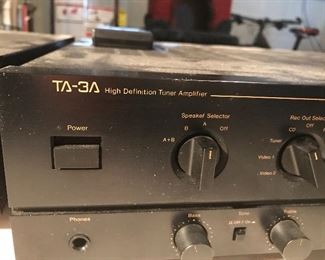 TA-3A High Definition Tuner Amplifier
Speaker Selector
Rec Out Selec
Power
A+B
B
A
Off
Tuner
CD
Off
Video 1
Video 2
Phones
Bass
Tone